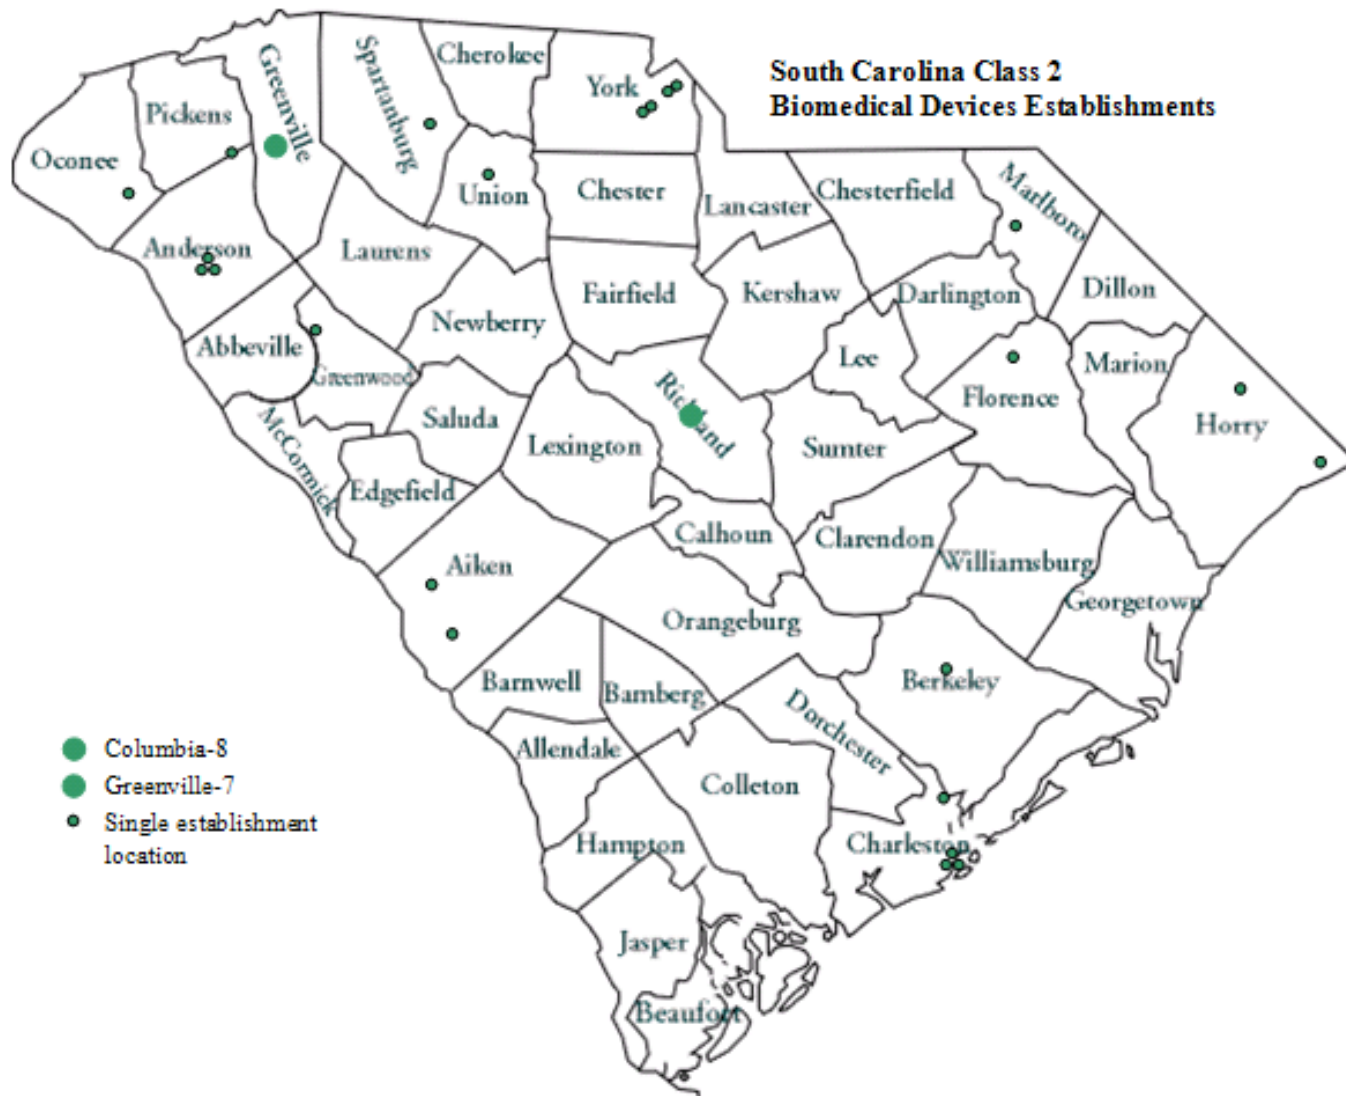 South Carolina Class 2
Biomedical Devices Establishments
Cherokee
York
Greenville
Spartanburg
Pickens
Oconee
Union
Chester
Lancaster
Chesterfield
Marlboro
Anderson
Laurens
Fairfield
Kershaw
Darlington
Dillon
Newberry
Abbeville
Greenwood
Lee
Marion
Richland
Florence
Horry
Saluda
McCormick
Lexington
Sumter
Edgefield
Calhoun
Clarendon
Aiken
Williamsburg
Georgetown
Orangeburg
Barnwell
Bamberg
Berkeley
Dorchester
Allendale
Colleton
Hampton
Charleston
Jasper
Beaufort
Columbia-8
Greenville-7
Single establishment
location